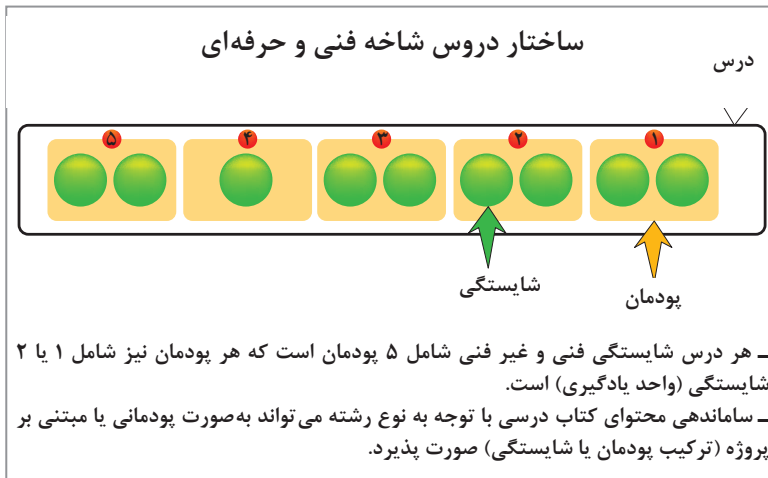 ساختار دروس شاخه فنی و حرفه‌ای
درس
۱ ۲ ۳ ۴ ۵
شایستگی
پودمان
ـ هر درس شایستگی فنی و غیر فنی شامل ۵ پودمان است که هر پودمان نیز شامل ۱ یا ۲
شایستگی (واحد یادگیری) است.
ـ ساماندهی محتوای کتاب درسی با توجه به نوع رشته می‌تواند به‌صورت پودمانی یا مبتنی بر
پروژه (ترکیب پودمان یا شایستگی) صورت پذیرد.